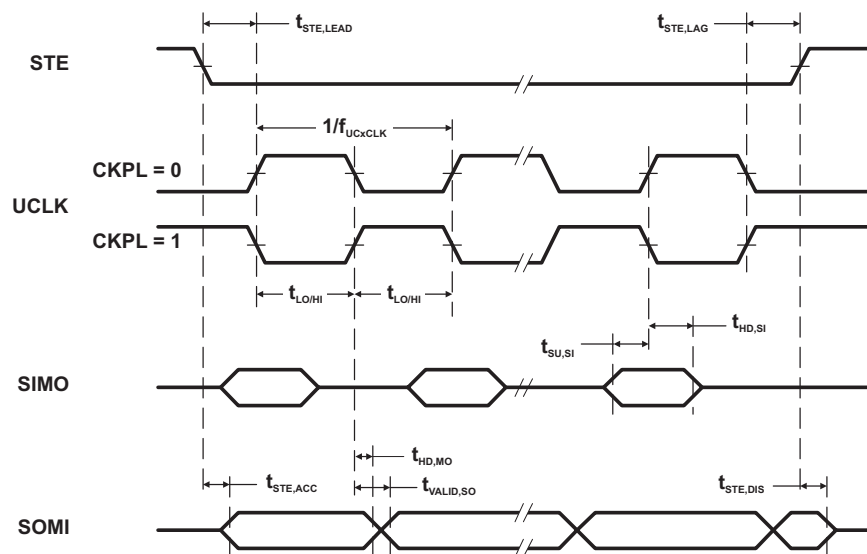 tSTE,LEAD
tSTE,LAG
STE
1/fUCxCLK
CKPL = 0
UCLK
CKPL = 1
tLO/HI tLO/HI
tHD,SI
tSU,SI
SIMO
tHD,MO
tSTE,ACC tVALID,SO tSTE,DIS
SOMI